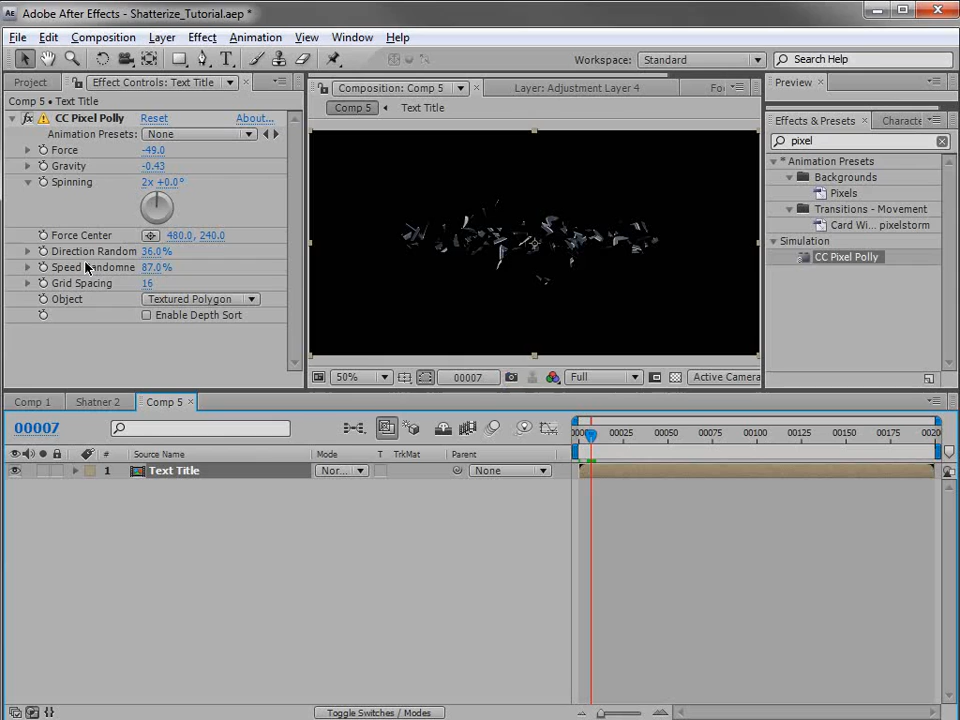 Adobe After Effects - Shatterize_Tutorial.aep *
File Edit Composition Layer Effect Animation View Window Help
Workspace: Standard Search Help
Project Effect Controls: Text Title
Composition: Comp 5 Layer: Adjustment Layer 4 Fo
Preview
Comp 5 • Text Title
Comp 5 Text Title
CC Pixel Polly Reset About...
Effects & Presets Characte
Animation Presets: None
pixel
Force -49.0
Gravity -0.43
Spinning 2x +0.0°
Force Center 480.0, 240.0
Direction Random 36.0%
Speed Randomne 87.0%
Grid Spacing 16
Object Textured Polygon
Enable Depth Sort
* Animation Presets
Backgrounds
Pixels
Transitions - Movement
Card Wi... pixelstorm
Simulation
CC Pixel Polly
50% 00007 Full Active Camera
Comp 1 Shatner 2 Comp 5
00007
00025 00050 00075 00100 00125 00150 00175 0020
# Source Name Mode T TrkMat Parent
1 Text Title Nor... None
Toggle Switches / Modes